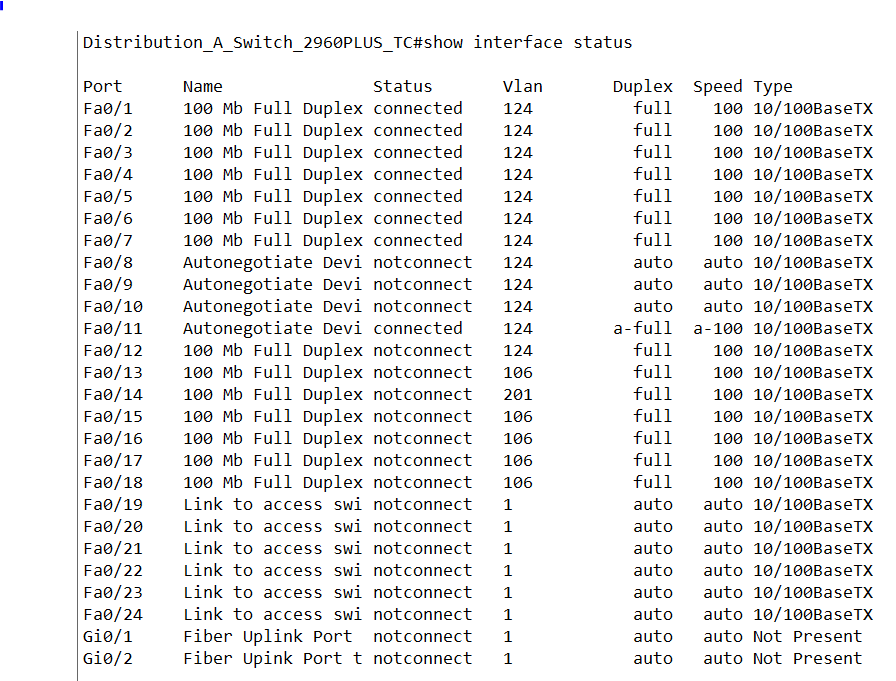 Distribution_A_Switch_2960PLUS_TC#show interface status
Port Name Status Vlan Duplex Speed Type
Fa0/1 100 Mb Full Duplex connected 124 full 100 10/100BaseTX
Fa0/2 100 Mb Full Duplex connected 124 full 100 10/100BaseTX
Fa0/3 100 Mb Full Duplex connected 124 full 100 10/100BaseTX
Fa0/4 100 Mb Full Duplex connected 124 full 100 10/100BaseTX
Fa0/5 100 Mb Full Duplex connected 124 full 100 10/100BaseTX
Fa0/6 100 Mb Full Duplex connected 124 full 100 10/100BaseTX
Fa0/7 100 Mb Full Duplex connected 124 full 100 10/100BaseTX
Fa0/8 Autonegotiate Devi notconnect 124 auto auto 10/100BaseTX
Fa0/9 Autonegotiate Devi notconnect 124 auto auto 10/100BaseTX
Fa0/10 Autonegotiate Devi notconnect 124 auto auto 10/100BaseTX
Fa0/11 Autonegotiate Devi connected 124 a-full a-100 10/100BaseTX
Fa0/12 100 Mb Full Duplex notconnect 124 full 100 10/100BaseTX
Fa0/13 100 Mb Full Duplex notconnect 106 full 100 10/100BaseTX
Fa0/14 100 Mb Full Duplex notconnect 201 full 100 10/100BaseTX
Fa0/15 100 Mb Full Duplex notconnect 106 full 100 10/100BaseTX
Fa0/16 100 Mb Full Duplex notconnect 106 full 100 10/100BaseTX
Fa0/17 100 Mb Full Duplex notconnect 106 full 100 10/100BaseTX
Fa0/18 100 Mb Full Duplex notconnect 106 full 100 10/100BaseTX
Fa0/19 Link to access swi notconnect 1 auto auto 10/100BaseTX
Fa0/20 Link to access swi notconnect 1 auto auto 10/100BaseTX
Fa0/21 Link to access swi notconnect 1 auto auto 10/100BaseTX
Fa0/22 Link to access swi notconnect 1 auto auto 10/100BaseTX
Fa0/23 Link to access swi notconnect 1 auto auto 10/100BaseTX
Fa0/24 Link to access swi notconnect 1 auto auto 10/100BaseTX
Gi0/1 Fiber Uplink Port notconnect 1 auto auto Not Present
Gi0/2 Fiber Upink Port t notconnect 1 auto auto Not Present